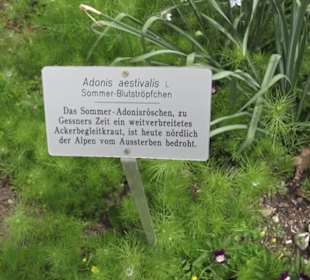 Adonis aestivalis L.
Sommer-Blutströpfchen
Das Sommer-Adonisröschen, zu
Gessners Zeit ein weitverbreitetes
Ackerbegleitkraut, ist heute nördlich
der Alpen vom Aussterben bedroht.